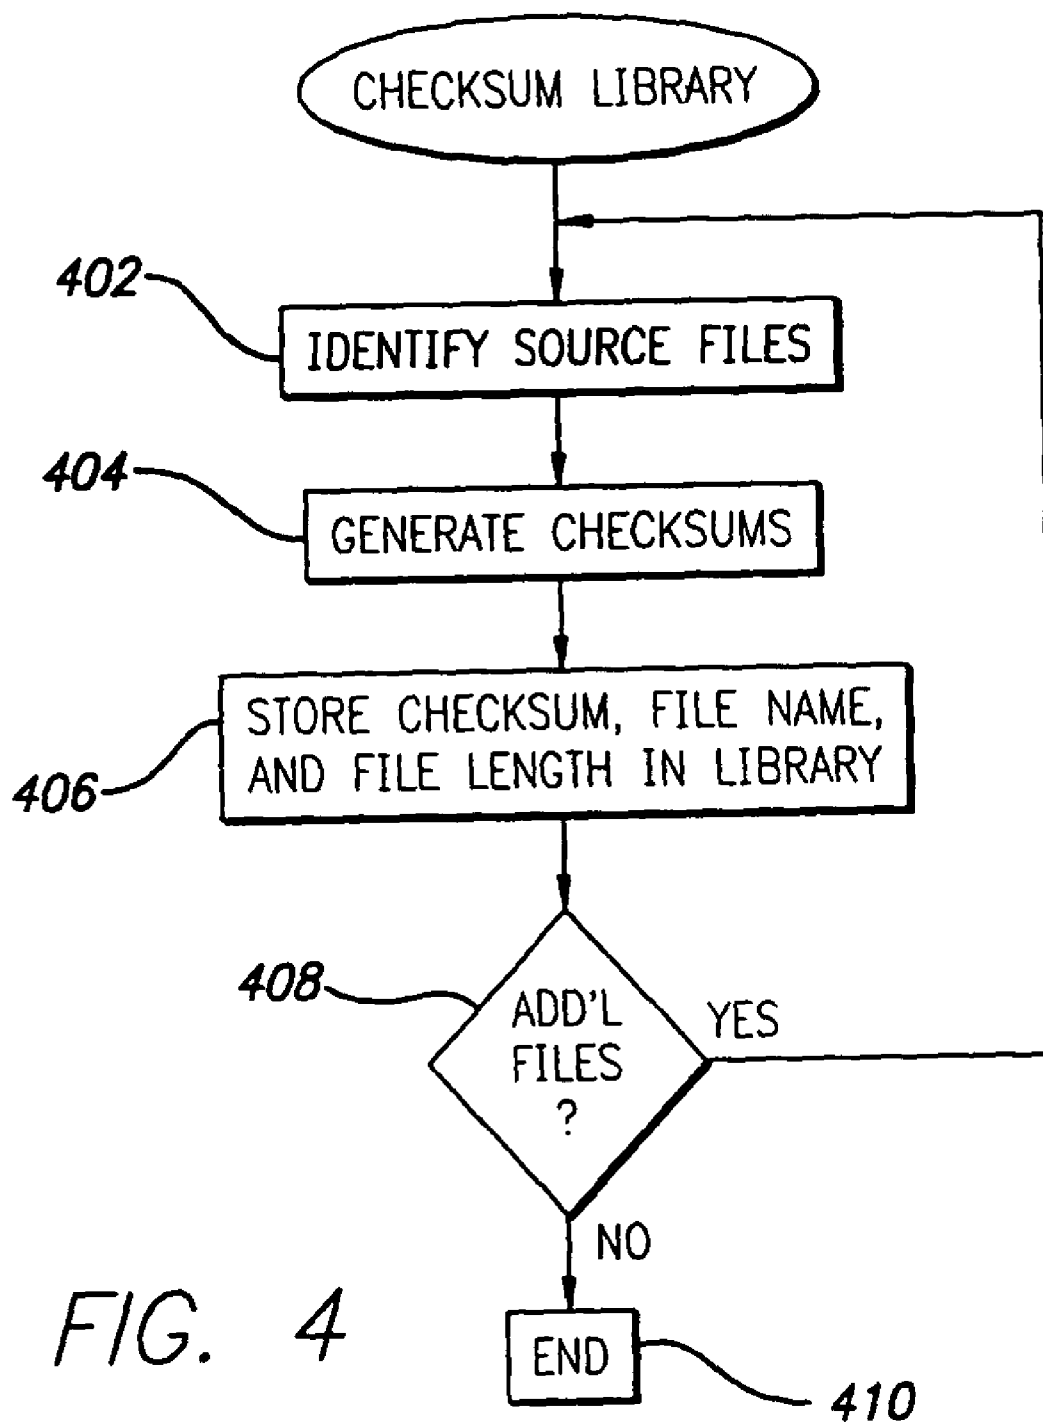 CHECKSUM LIBRARY
402
IDENTIFY SOURCE FILES
404
GENERATE CHECKSUMS
406
STORE CHECKSUM, FILE NAME,
AND FILE LENGTH IN LIBRARY
408
ADD'L
FILES
?
YES
NO
END
410
FIG. 4